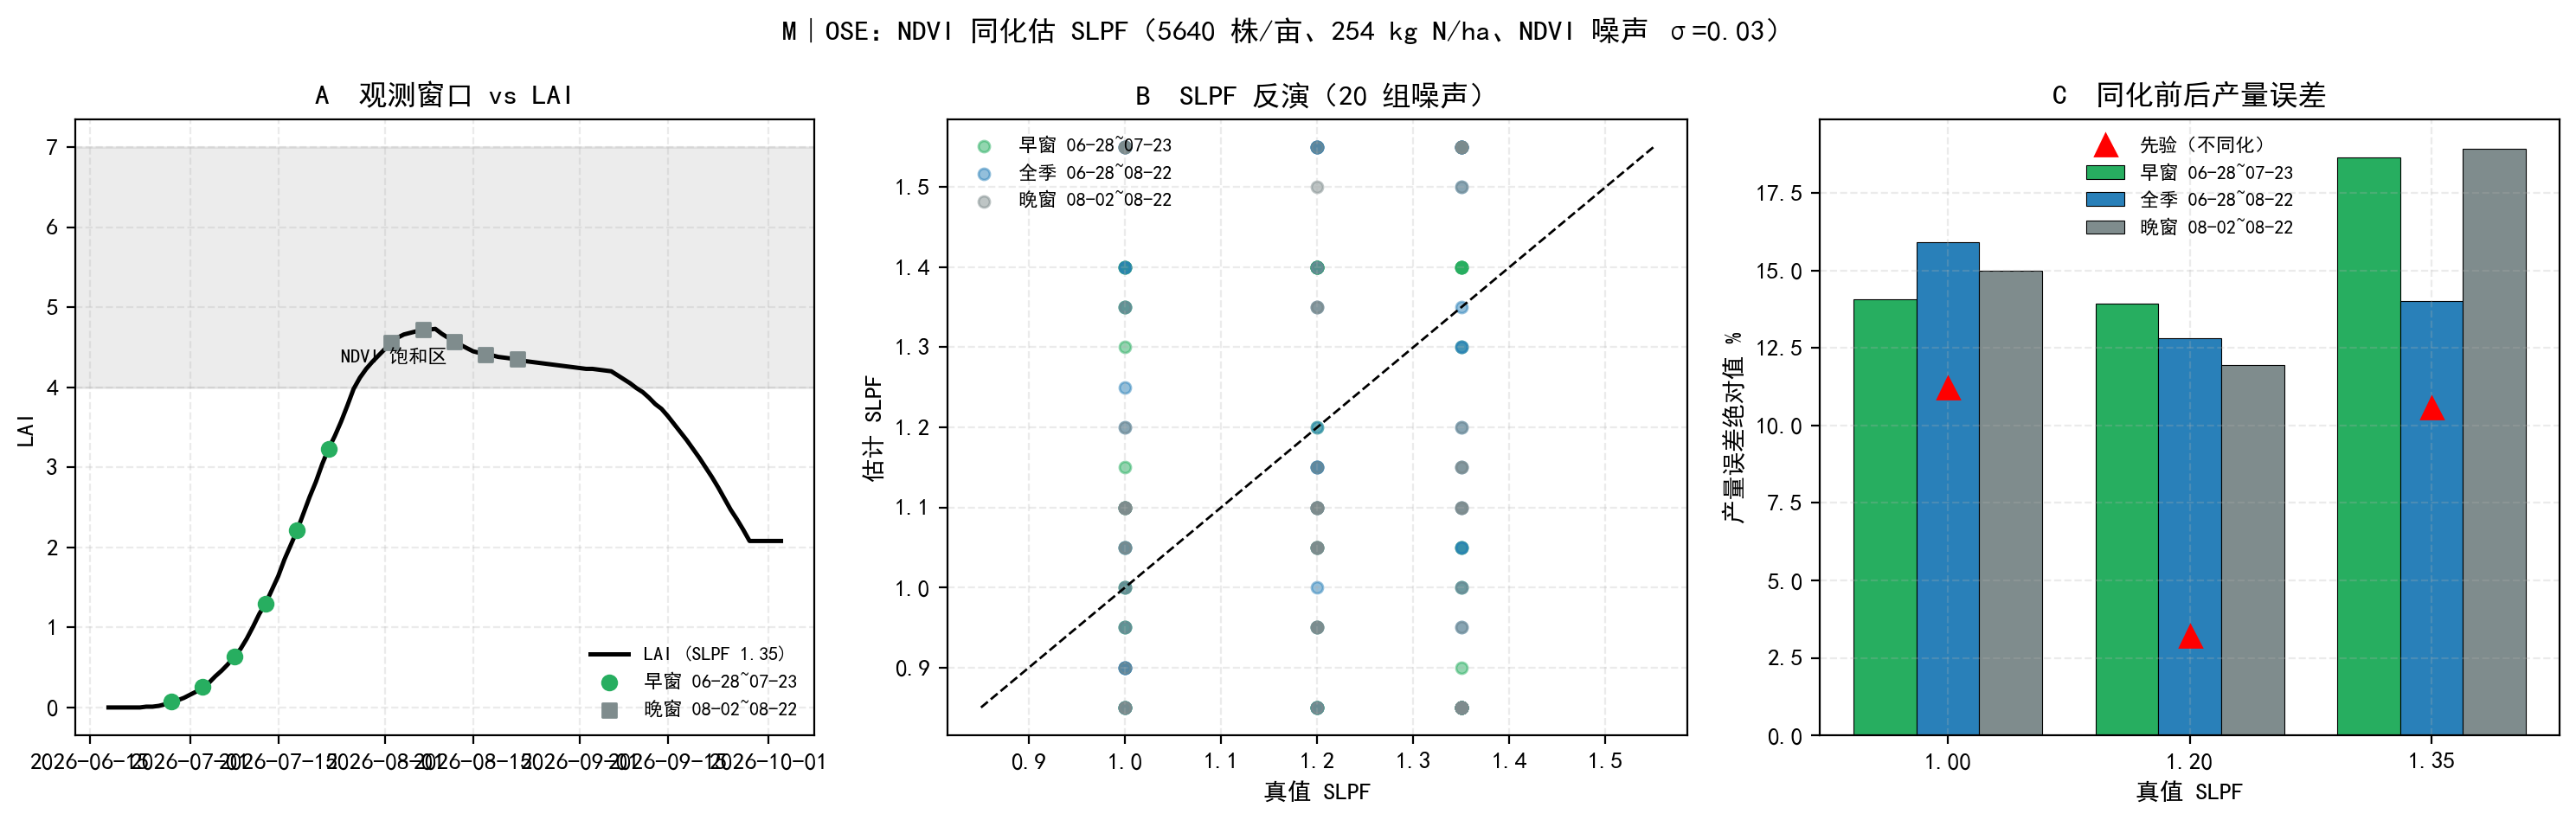 M｜OSE：NDVI 同化估 SLPF（5640 株/亩、254 kg N/ha、NDVI 噪声 σ=0.03）
A  观测窗口 vs LAI
7
6
5
4
3
2
1
0
LAI
NDVI 饱和区
LAI (SLPF 1.35)
早窗 06-28~07-23
晚窗 08-02~08-22
2026-06-15
2026-07-01
2026-07-15
2026-08-01
2026-08-15
2026-09-01
2026-09-15
2026-10-01
B  SLPF 反演（20 组噪声）
早窗 06-28~07-23
全季 06-28~08-22
晚窗 08-02~08-22
1.5
1.4
1.3
1.2
1.1
1.0
0.9
估计 SLPF
0.9 1.0 1.1 1.2 1.3 1.4 1.5
真值 SLPF
C  同化前后产量误差
先验（不同化）
早窗 06-28~07-23
全季 06-28~08-22
晚窗 08-02~08-22
17.5
15.0
12.5
10.0
7.5
5.0
2.5
0.0
产量误差绝对值 %
1.00 1.20 1.35
真值 SLPF